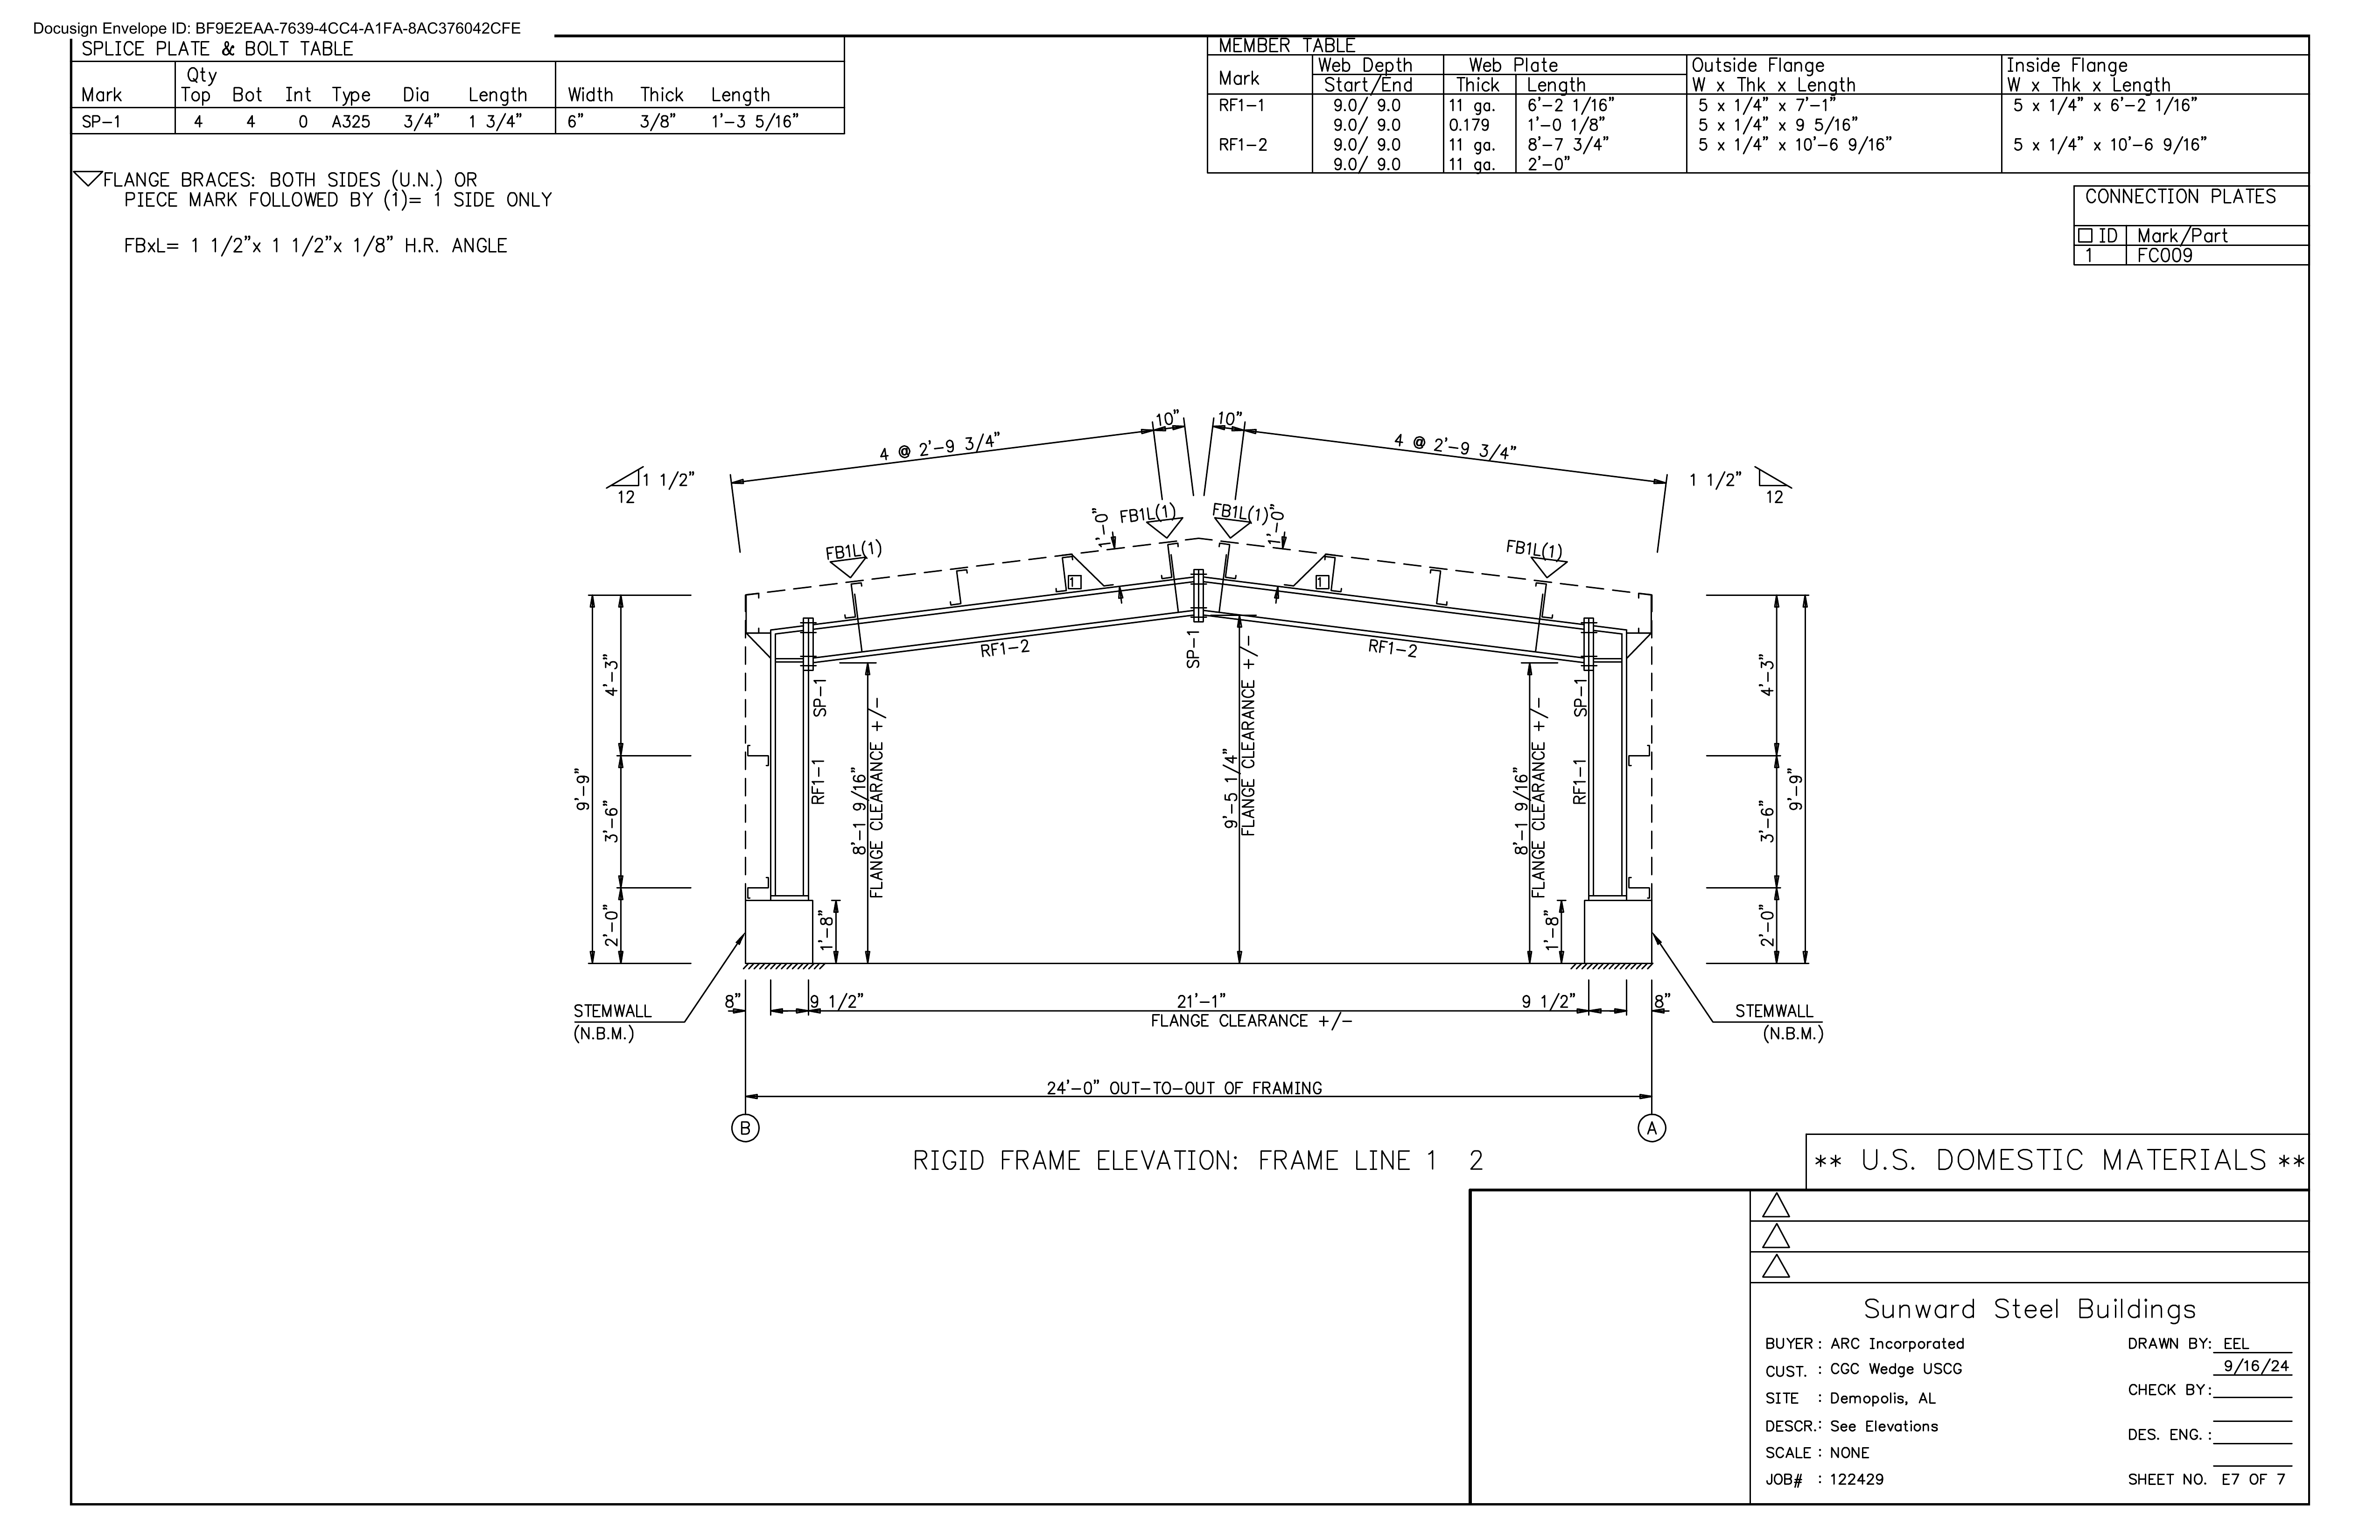 Docusign Envelope ID: BF9E2EAA-7639-4CC4-A1FA-8AC376042CFE
SPLICE PLATE & BOLT TABLE
Qty
Mark Top Bot Int Type Dia Length Width Thick Length
SP-1 4 4 0 A325 3/4" 1 3/4" 6" 3/8" 1'-3 5/16"
FLANGE BRACES: BOTH SIDES (U.N.) OR
PIECE MARK FOLLOWED BY (1)= 1 SIDE ONLY
FBxL= 1 1/2"x 1 1/2"x 1/8" H.R. ANGLE
MEMBER TABLE
Mark Web Depth Web Plate Outside Flange Inside Flange
Start/End Thick Length W x Thk x Length W x Thk x Length
RF1-1 9.0/ 9.0 11 ga. 6'-2 1/16" 5 x 1/4" x 7'-1" 5 x 1/4" x 6'-2 1/16"
9.0/ 9.0 0.179 1'-0 1/8" 5 x 1/4" x 9 5/16"
RF1-2 9.0/ 9.0 11 ga. 8'-7 3/4" 5 x 1/4" x 10'-6 9/16" 5 x 1/4" x 10'-6 9/16"
9.0/ 9.0 11 ga. 2'-0"
CONNECTION PLATES
ID Mark/Part
1 FC009
10" 10"
4 @ 2'-9 3/4" 4 @ 2'-9 3/4"
1 1/2" 1 1/2"
12 12
FB1L(1) 1'-0" FB1L(1) FB1L(1) 1'-0" FB1L(1)
1 1
RF1-2 RF1-2
SP-1 SP-1 SP-1
RF1-1 RF1-1
9'-9" 4'-3" 3'-6" 2'-0"
8'-1 9/16"
FLANGE CLEARANCE +/-
9'-5 1/4"
FLANGE CLEARANCE +/-
8'-1 9/16"
FLANGE CLEARANCE +/-
4'-3" 3'-6" 2'-0" 9'-9"
1'-8" 1'-8"
STEMWALL
(N.B.M.)
STEMWALL
(N.B.M.)
8" 9 1/2" 21'-1" 9 1/2" 8"
FLANGE CLEARANCE +/-
24'-0" OUT-TO-OUT OF FRAMING
B A
RIGID FRAME ELEVATION: FRAME LINE 1 2
** U.S. DOMESTIC MATERIALS **
Sunward Steel Buildings
BUYER : ARC Incorporated
CUST. : CGC Wedge USCG
SITE : Demopolis, AL
DESCR.: See Elevations
SCALE : NONE
JOB# : 122429
DRAWN BY: EEL
9/16/24
CHECK BY:
DES. ENG. :
SHEET NO. E7 OF 7